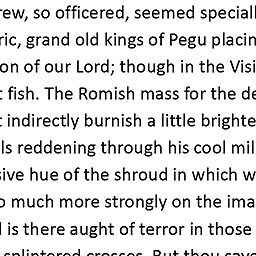 rew, so officered, seemed speciall
ric, grand old kings of Pegu placin
on of our Lord; though in the Visi
t fish. The Romish mass for the de
t indirectly burnish a little brighte
ls reddening through his cool mil
sive hue of the shroud in which w
o much more strongly on the ima
l is there aught of terror in those
splintered crosses. But thou saye